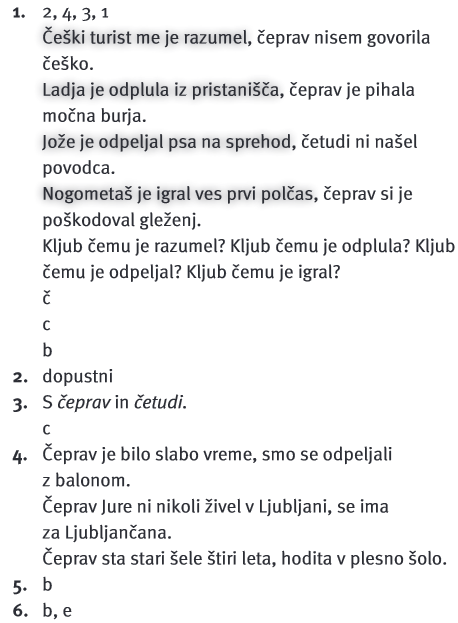 1. 2, 4, 3, 1
Češki turist me je razumel, čeprav nisem govorila
češko.
Ladja je odplula iz pristanišča, čeprav je pihala
močna burja.
Jože je odpeljal psa na sprehod, četudi ni našel
povodca.
Nogometaš je igral ves prvi polčas, čeprav si je
poškodoval gleženj.
Kljub čemu je razumel? Kljub čemu je odplula? Kljub
čemu je odpeljal? Kljub čemu je igral?
č
c
b
2. dopustni
3. S čeprav in četudi.
c
4. Čeprav je bilo slabo vreme, smo se odpeljali
z balonom.
Čeprav Jure ni nikoli živel v Ljubljani, se ima
za Ljubljančana.
Čeprav sta stari šele štiri leta, hodita v plesno šolo.
5. b
6. b, e